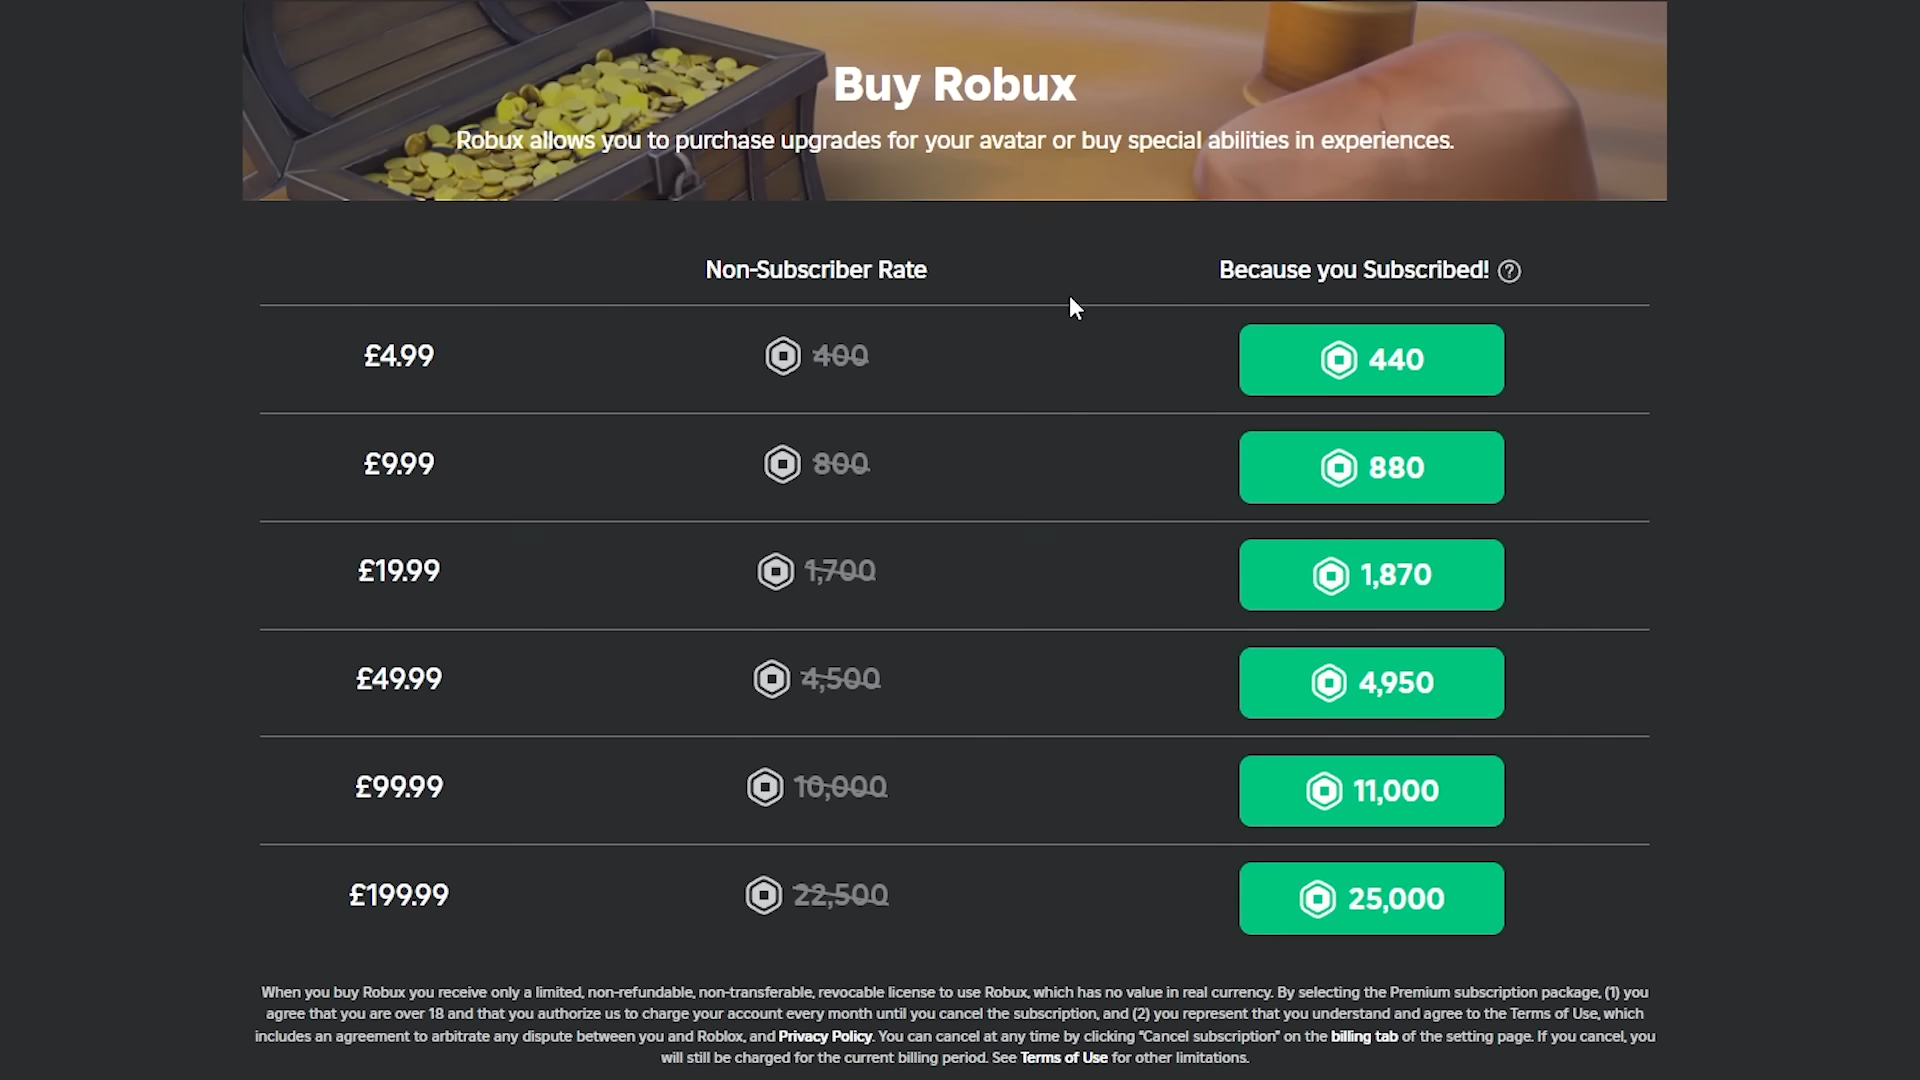 Buy Robux
Robux allows you to purchase upgrades for your avatar or buy special abilities in experiences.
Non-Subscriber Rate Because you Subscribed! ?
£4.99 400 440
£9.99 800 880
£19.99 1,700 1,870
£49.99 4,500 4,950
£99.99 10,000 11,000
£199.99 22,500 25,000
When you buy Robux you receive only a limited, non-refundable, non-transferable, revocable license to use Robux, which has no value in real currency. By selecting the Premium subscription package, (1) you
agree that you are over 18 and that you authorize us to charge your account every month until you cancel the subscription, and (2) you represent that you understand and agree to the Terms of Use, which
includes an agreement to arbitrate any dispute between you and Roblox, and Privacy Policy. You can cancel at any time by clicking "Cancel subscription" on the billing tab of the setting page. If you cancel, you
will still be charged for the current billing period. See Terms of Use for other limitations.